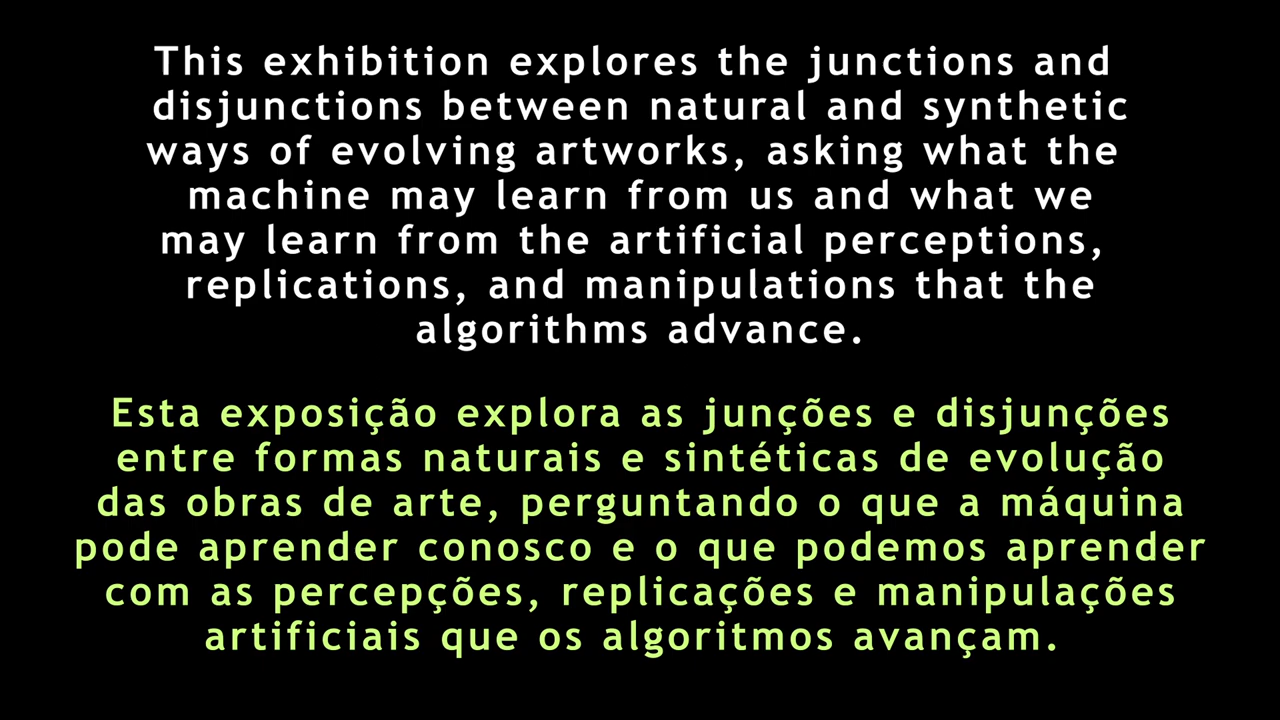 This exhibition explores the junctions and
disjunctions between natural and synthetic
ways of evolving artworks, asking what the
machine may learn from us and what we
may learn from the artificial perceptions,
replications, and manipulations that the
algorithms advance.
Esta exposição explora as junções e disjunções
entre formas naturais e sintéticas de evolução
das obras de arte, perguntando o que a máquina
pode aprender conosco e o que podemos aprender
com as percepções, replicações e manipulações
artificiais que os algoritmos avançam.